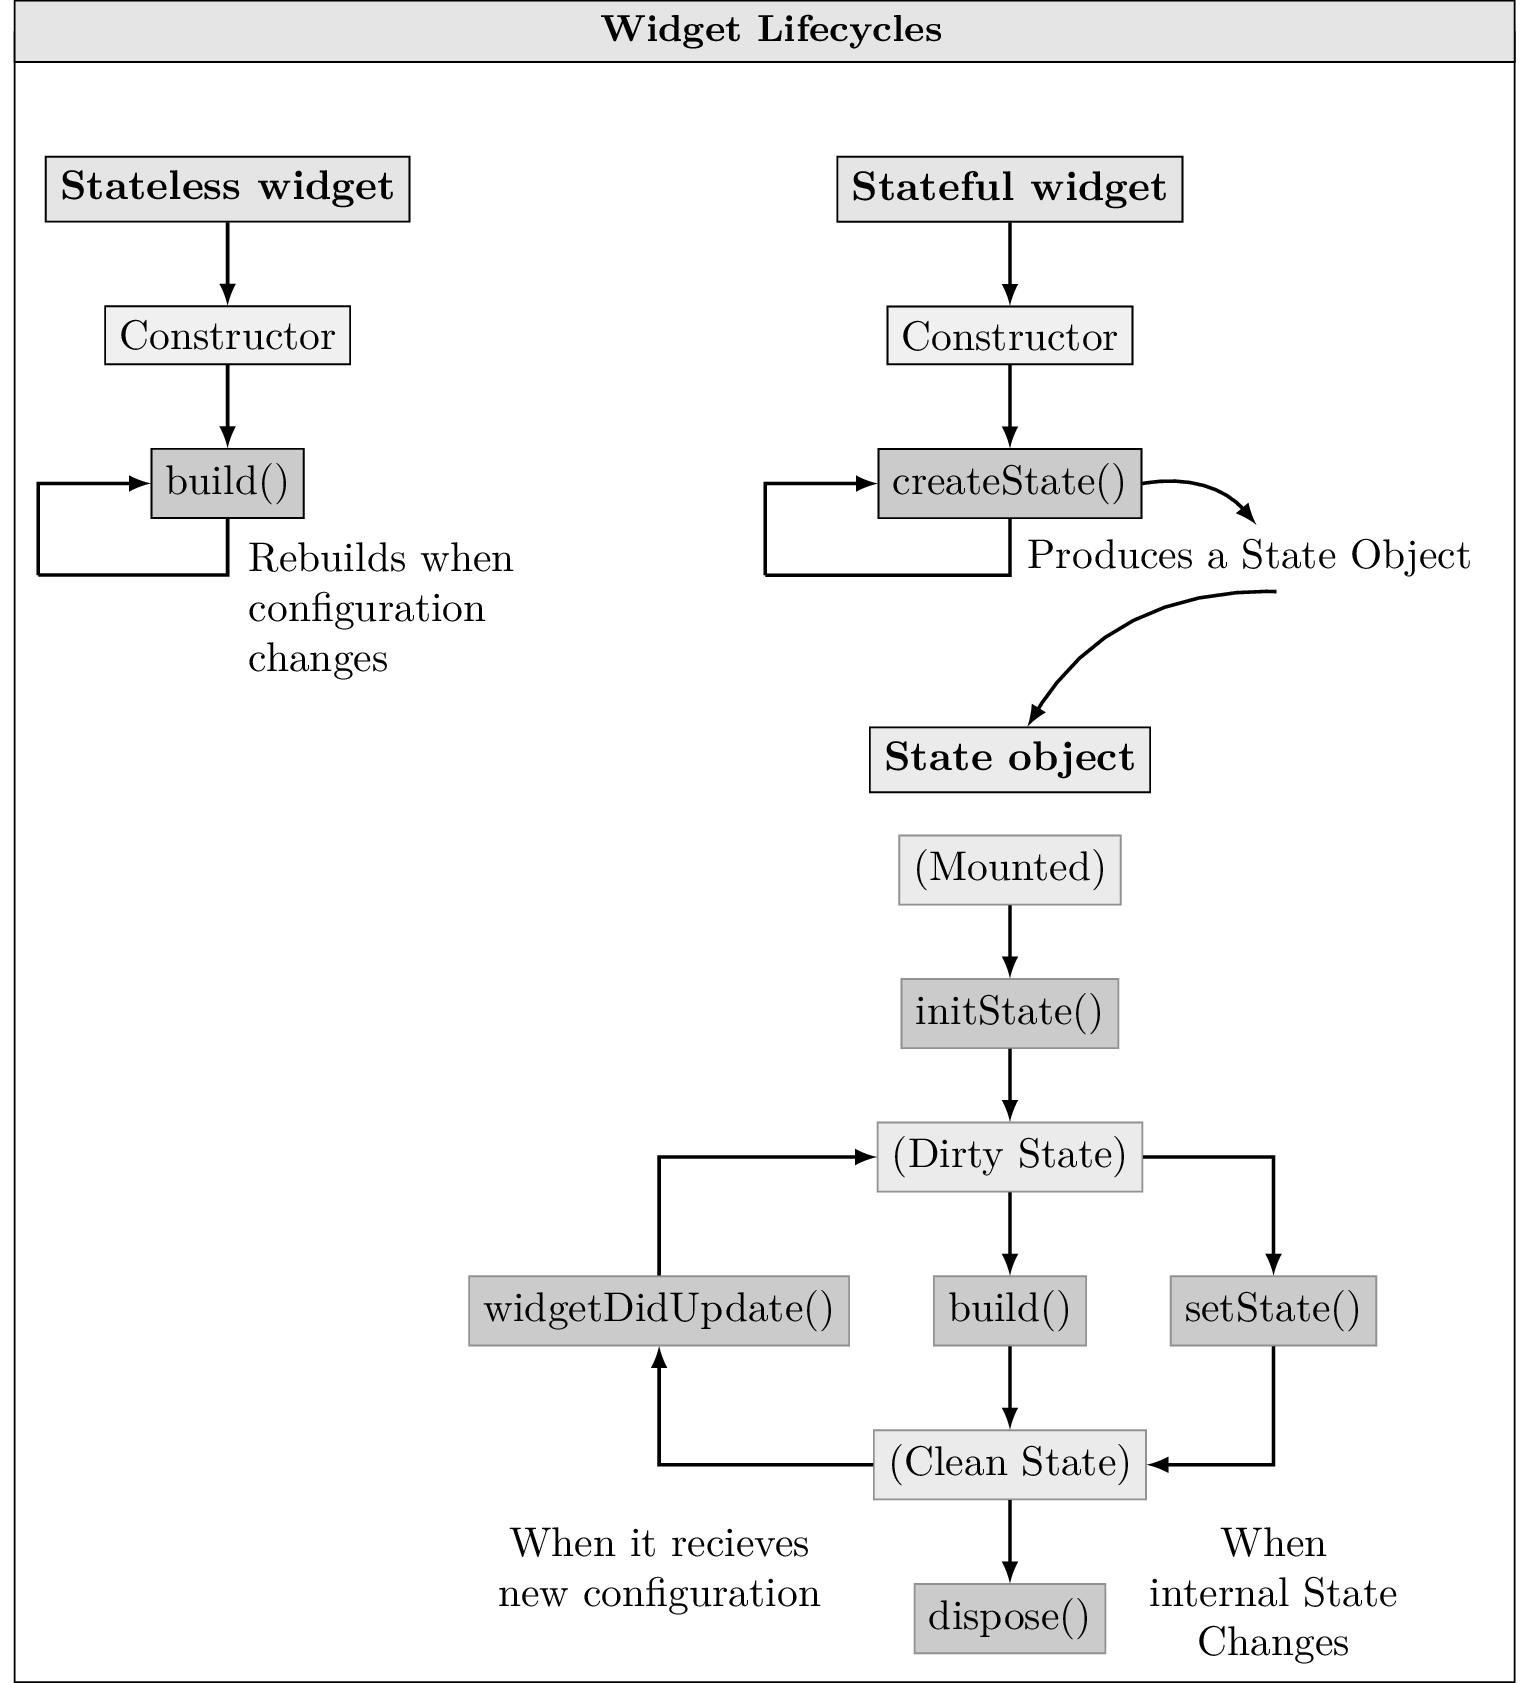 Widget Lifecycles
Stateless widget
Constructor
build()
Rebuilds when
configuration
changes
Stateful widget
Constructor
createState()
Produces a State Object
State object
(Mounted)
initState()
(Dirty State)
widgetDidUpdate()
build()
setState()
(Clean State)
When it recieves
new configuration
dispose()
When
internal State
Changes